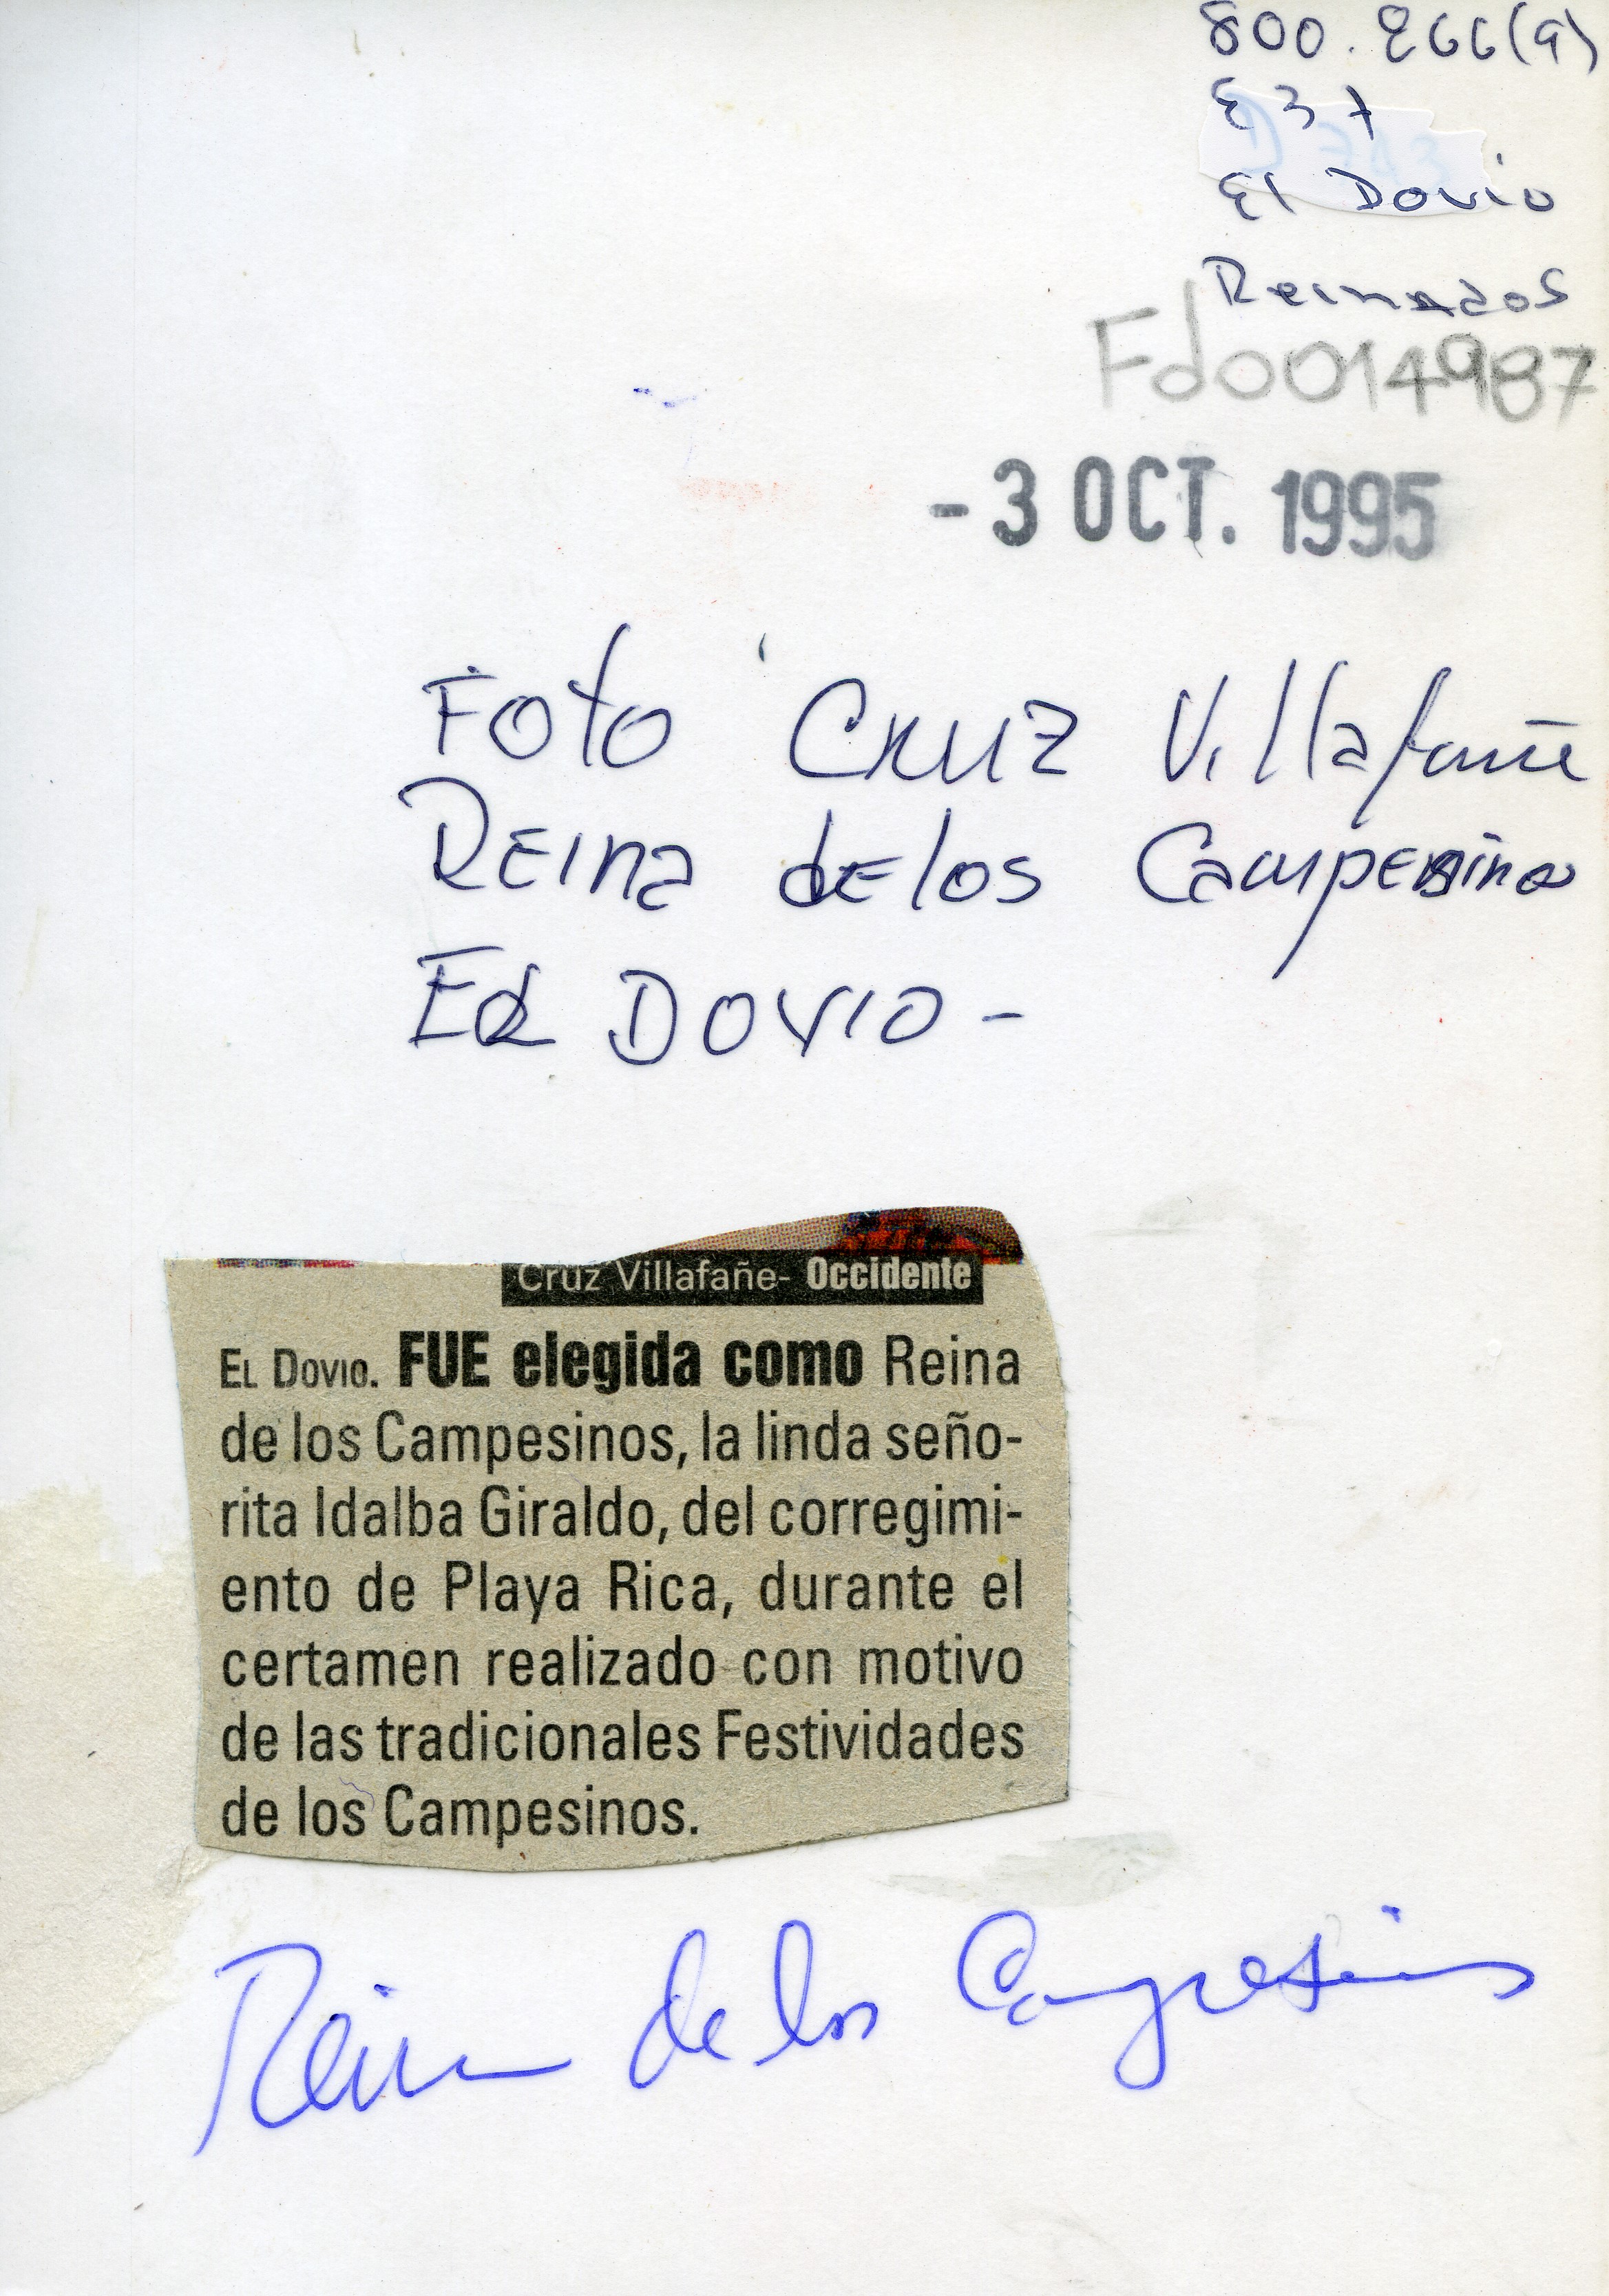 800.266(9)
E37
El Dovio
Reinados
Fd0014987
-3 OCT. 1995
Foto Cruz Villafañe
Reina de los Campesinos
El Dovio -
Cruz Villafañe- Occidente
El Dovio. FUE elegida como Reina
de los Campesinos, la linda seño-
rita Idalba Giraldo, del corregimi-
ento de Playa Rica, durante el
certamen realizado con motivo
de las tradicionales Festividades
de los Campesinos.
Reina de los Campesinos